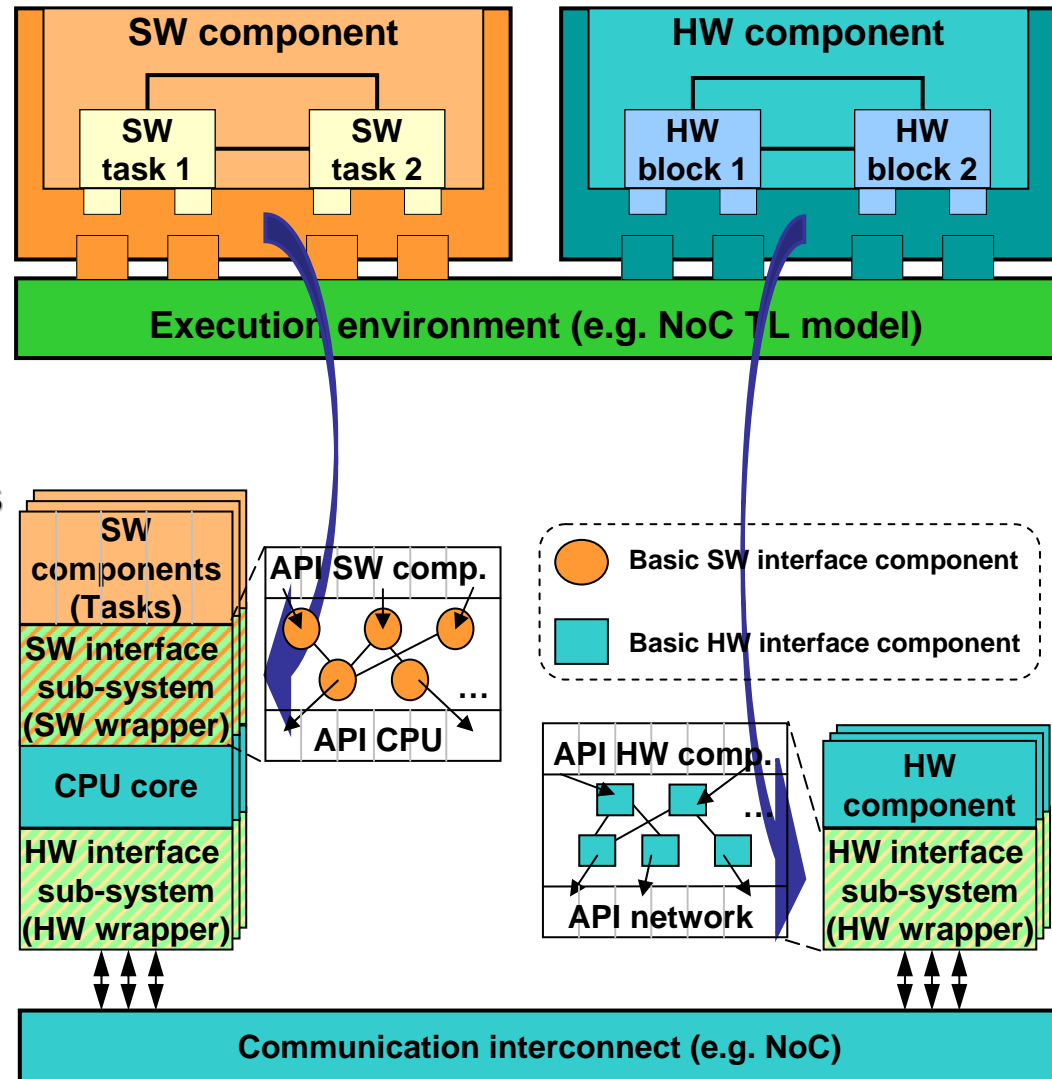 SW component
HW component
SW
task 1
SW
task 2
HW
block 1
HW
block 2
Execution environment (e.g. NoC TL model)
s
SW
components
(Tasks)
SW interface
sub-system
(SW wrapper)
CPU core
HW interface
sub-system
(HW wrapper)
API SW comp.
...
API CPU
Basic SW interface component
Basic HW interface component
API HW comp.
...
API network
HW
component
HW interface
sub-system
(HW wrapper)
Communication interconnect (e.g. NoC)